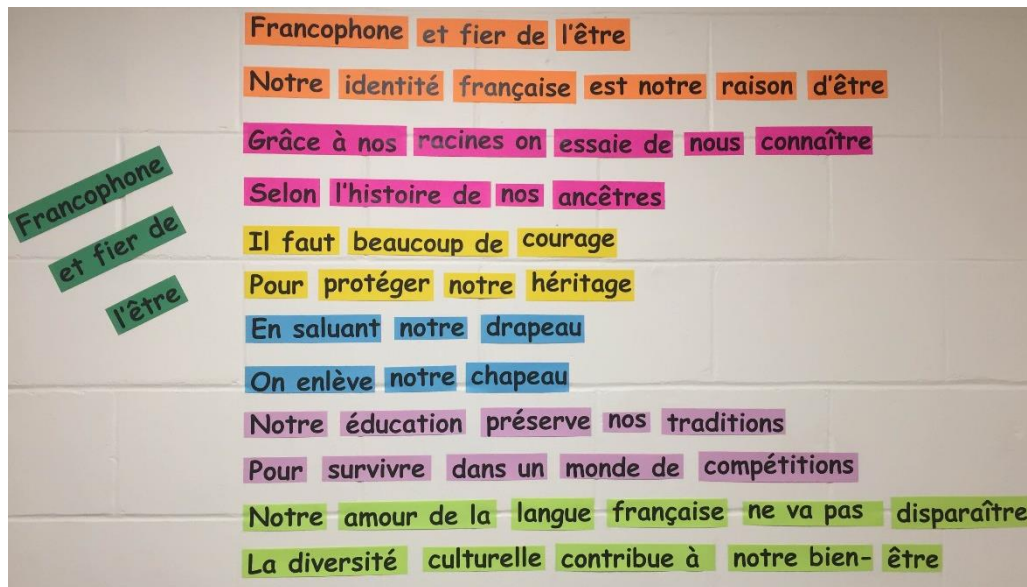 Francophone
et fier de
l'être
Francophone et fier de l'être
Notre identité française est notre raison d'être
Grâce à nos racines on essaie de nous connaître
Selon l'histoire de nos ancêtres
Il faut beaucoup de courage
Pour protéger notre héritage
En saluant notre drapeau
On enlève notre chapeau
Notre éducation préserve nos traditions
Pour survivre dans un monde de compétitions
Notre amour de la langue française ne va pas disparaître
La diversité culturelle contribue à notre bien- être